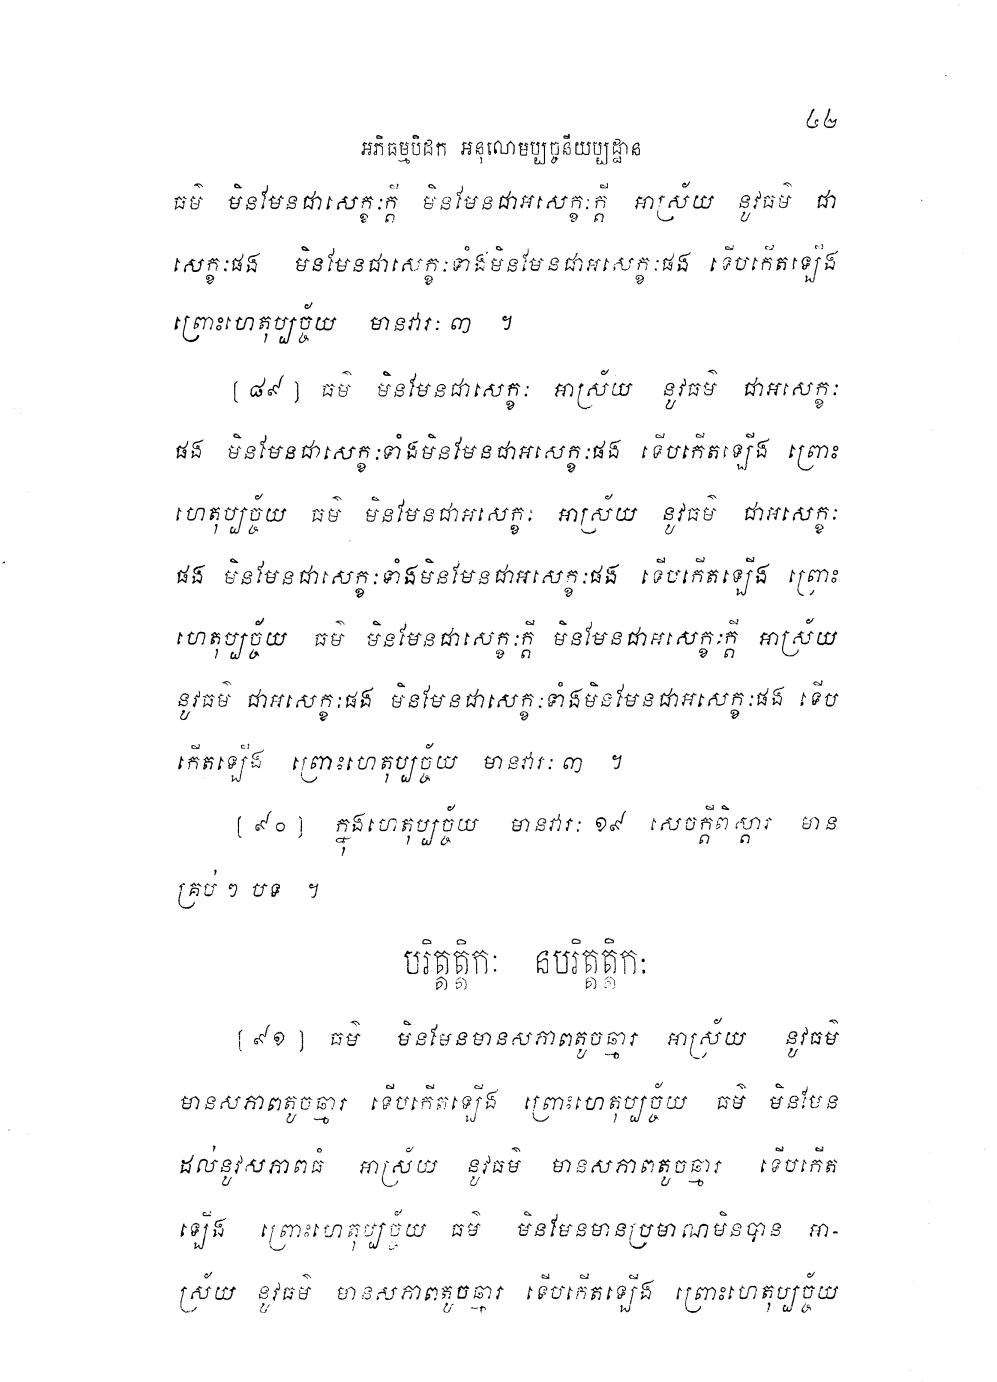 ៤២
អភិធម្មបិដក អនុលោមប្បច្ចនីយប្បដ្ឋាន
ធម៌ មិនមែនជាសេក្ខៈក្តី មិនមែនជាអសេក្ខៈក្តី អាស្រ័យ នូវធម៌ ជា
សេក្ខៈផង មិនមែនជាសេក្ខៈទាំងមិនមែនជាអសេក្ខៈផង ទើបកើតឡើង
ព្រោះហេតុប្បច្ច័យ មានវារៈ ៣ ។
[ ៨៩ ] ធម៌ មិនមែនជាសេក្ខៈ អាស្រ័យ នូវធម៌ ជាអសេក្ខៈ
ផង មិនមែនជាសេក្ខៈទាំងមិនមែនជាអសេក្ខៈផង ទើបកើតឡើង ព្រោះ
ហេតុប្បច្ច័យ ធម៌ មិនមែនជាអសេក្ខៈ អាស្រ័យ នូវធម៌ ជាអសេក្ខៈ
ផង មិនមែនជាសេក្ខៈទាំងមិនមែនជាអសេក្ខៈផង ទើបកើតឡើង ព្រោះ
ហេតុប្បច្ច័យ ធម៌ មិនមែនជាសេក្ខៈក្តី មិនមែនជាអសេក្ខៈក្តី អាស្រ័យ
នូវធម៌ ជាអសេក្ខៈផង មិនមែនជាសេក្ខៈទាំងមិនមែនជាអសេក្ខៈផង ទើប
កើតឡើង ព្រោះហេតុប្បច្ច័យ មានវារៈ ៣ ។
[ ៩០ ] ក្នុងហេតុប្បច្ច័យ មានវារៈ ១៩ សេចក្តីពិស្តារ មាន
គ្រប់ ៗ បទ ។
បរិត្តត្តិកៈ នបរិត្តត្តិកៈ
[ ៩១ ] ធម៌ មិនមែនមានសភាពតូចឆ្មារ អាស្រ័យ នូវធម៌
មានសភាពតូចឆ្មារ ទើបកើតឡើង ព្រោះហេតុប្បច្ច័យ ធម៌ មិនមែន
ដល់នូវសភាពធំ អាស្រ័យ នូវធម៌ មានសភាពតូចឆ្មារ ទើបកើត
ឡើង ព្រោះហេតុប្បច្ច័យ ធម៌ មិនមែនមានប្រមាណមិនបាន អា-
ស្រ័យ នូវធម៌ មានសភាពតូចឆ្មារ ទើបកើតឡើង ព្រោះហេតុប្បច្ច័យ